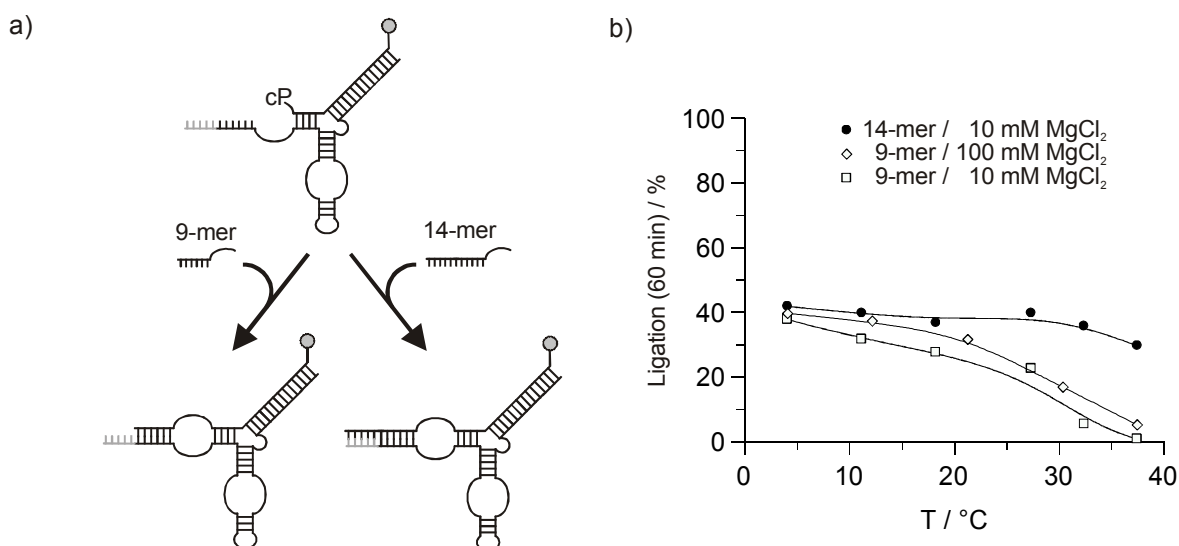 a)
cP
9-mer
14-mer
b)
100
80
60
40
20
0
Ligation (60 min) / %
14-mer / 10 mM MgCl₂
9-mer / 100 mM MgCl₂
9-mer / 10 mM MgCl₂
0 10 20 30 40
T / °C